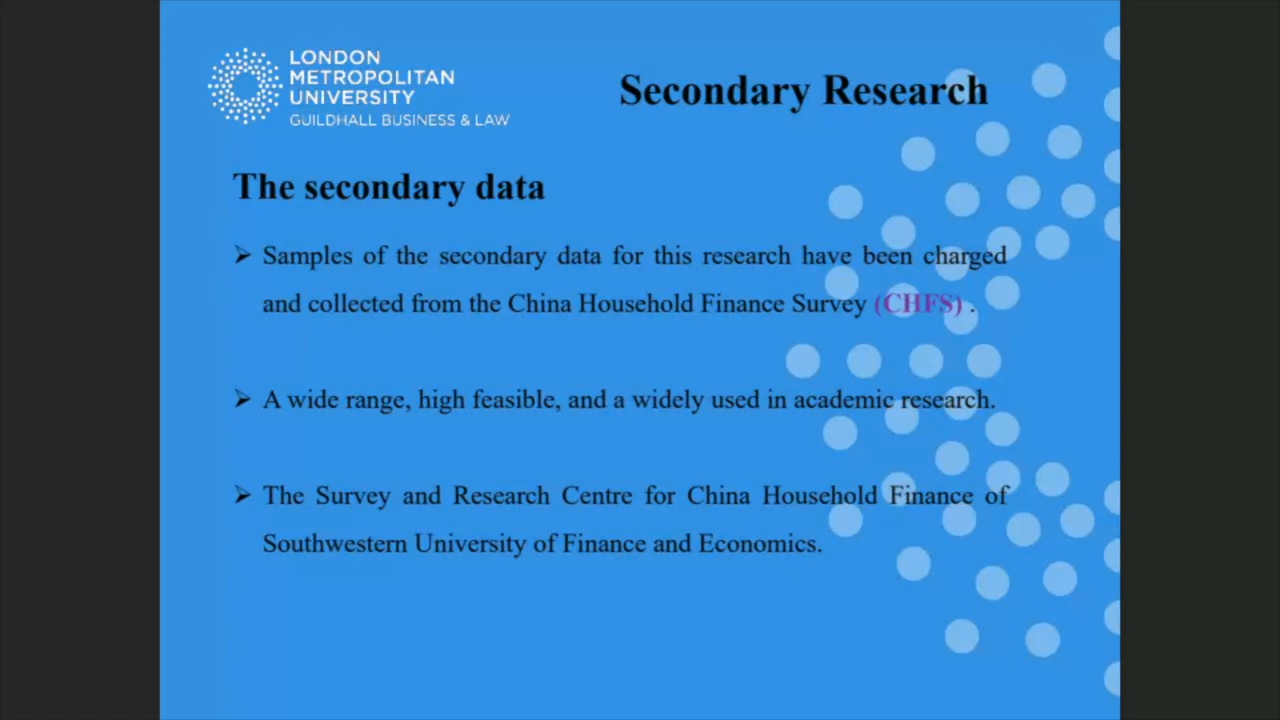 LONDON
METROPOLITAN
UNIVERSITY
GUILDHALL BUSINESS & LAW
Secondary Research
The secondary data
➢ Samples of the secondary data for this research have been charged
and collected from the China Household Finance Survey (CHFS) .
➢ A wide range, high feasible, and a widely used in academic research.
➢ The Survey and Research Centre for China Household Finance of
Southwestern University of Finance and Economics.